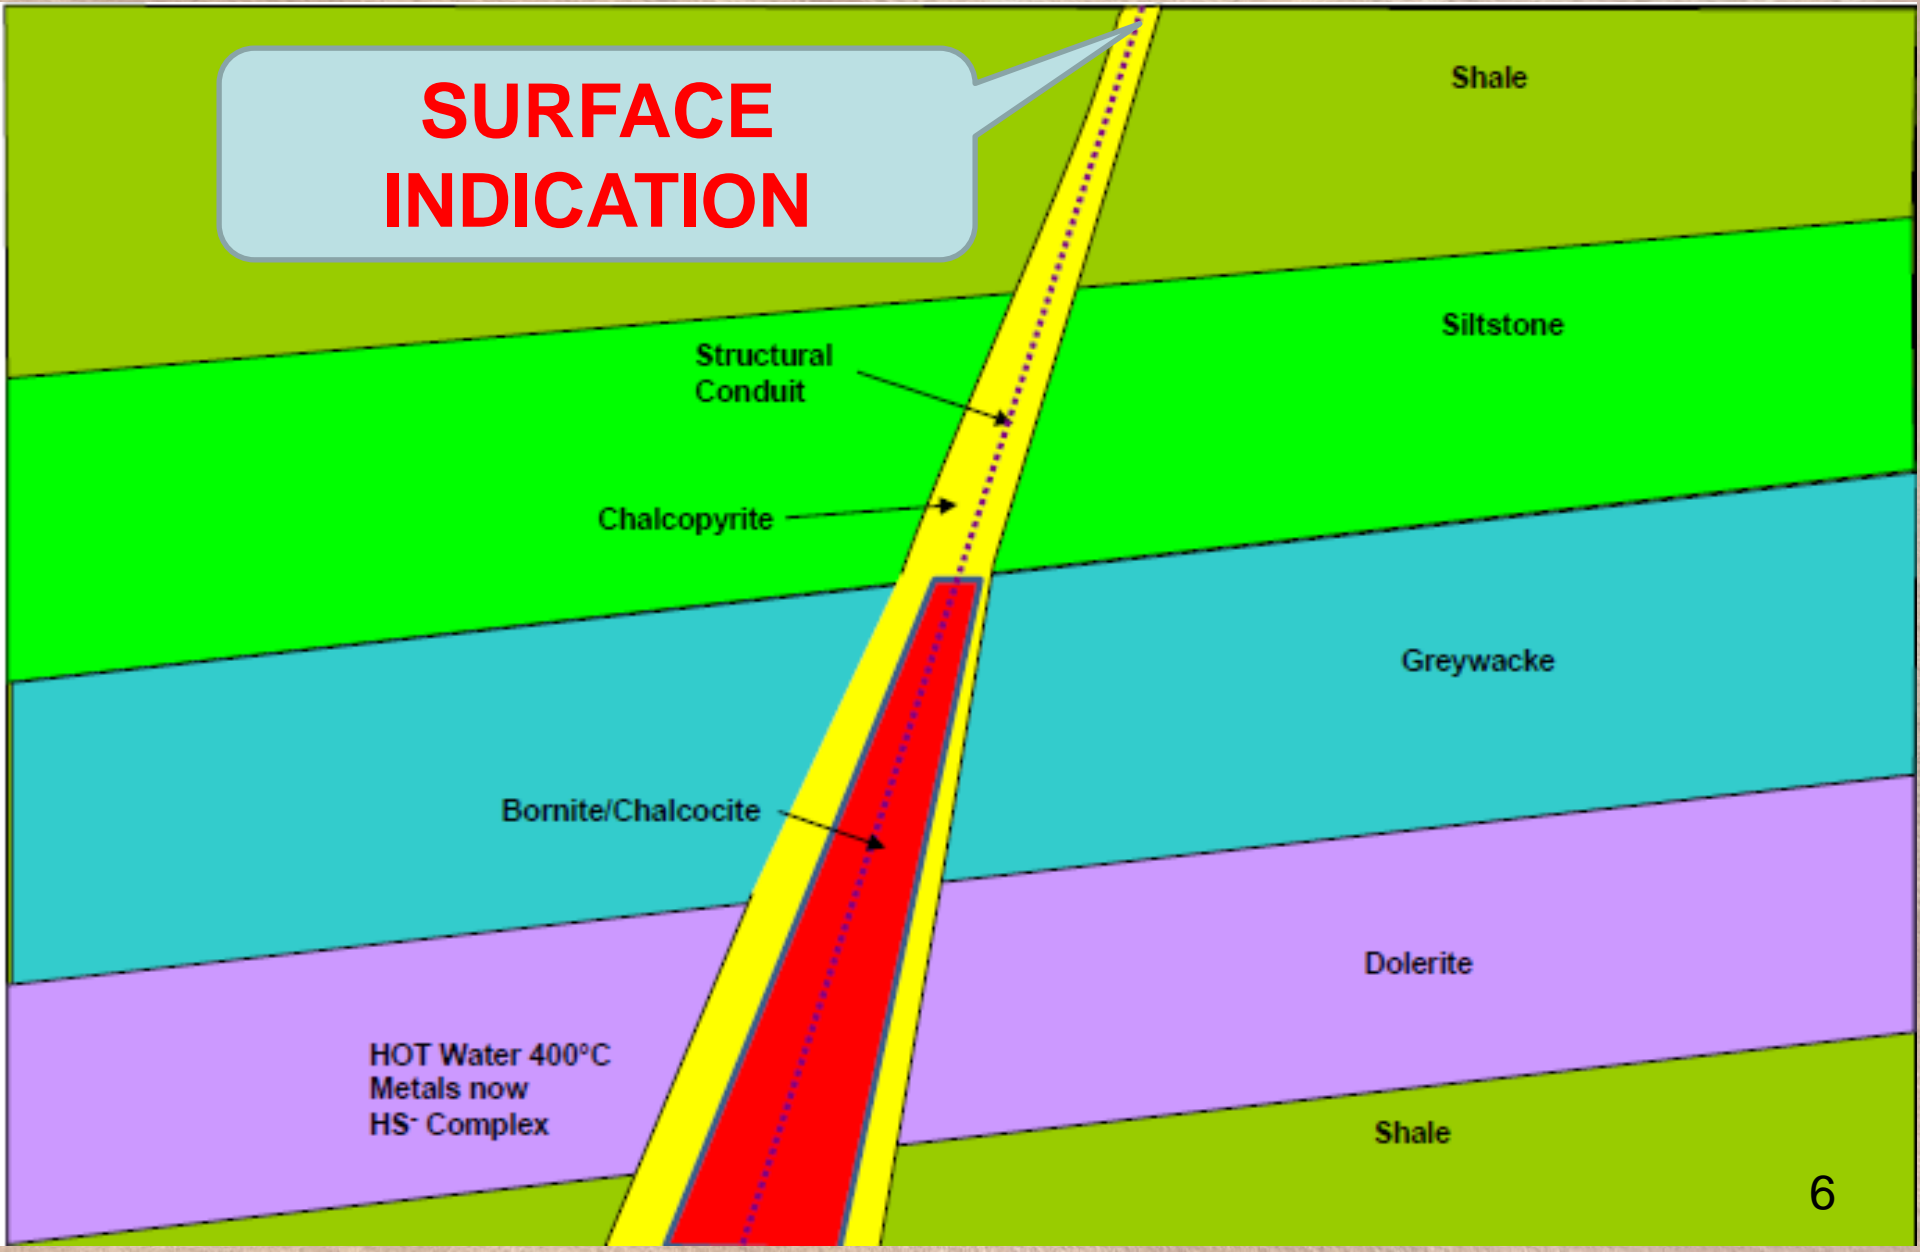 SURFACE
INDICATION
Shale
Siltstone
Structural
Conduit
Chalcopyrite
Greywacke
Bornite/Chalcocite
Dolerite
HOT Water 400°C
Metals now
HS- Complex
Shale
6